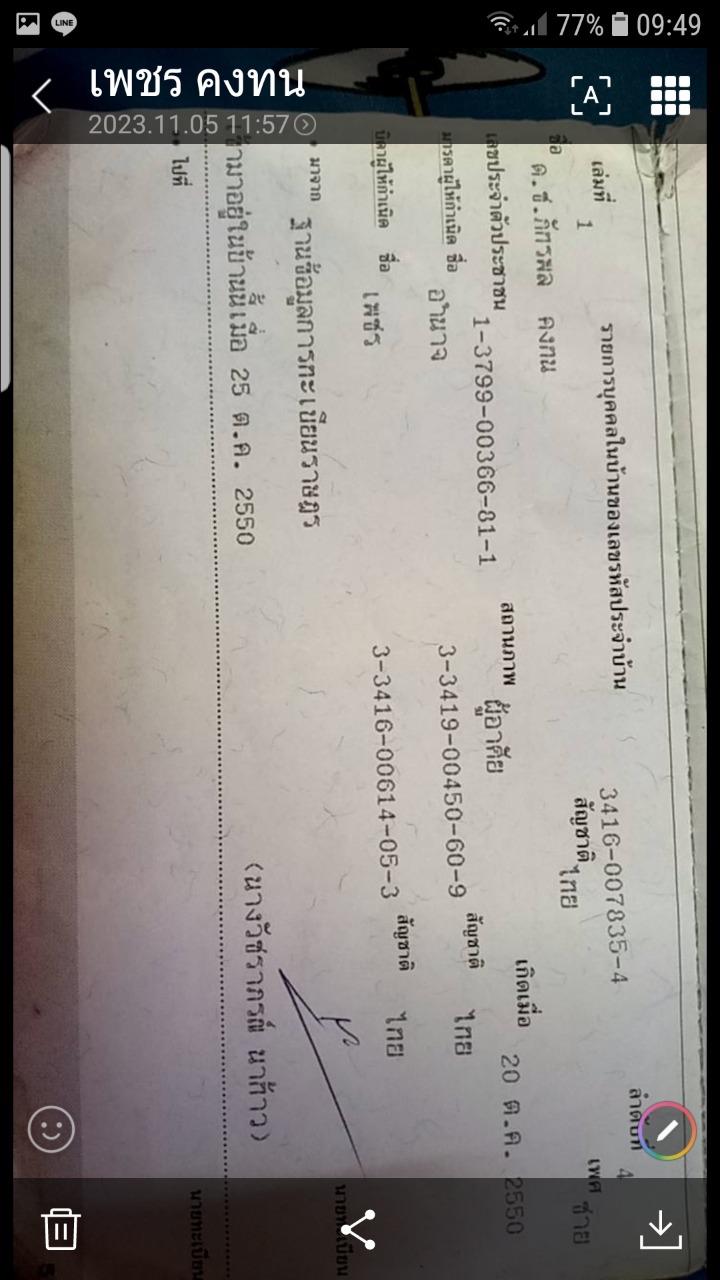 LINE 77% 09:49
เพชร คงทน
2023.11.05 11:57
A
เล่มที่ 1 รายการบุคคลในบ้านของเลขรหัสประจำบ้าน 3416-007835-4 ลำดับที่ 4
ชื่อ ด.ช.ภัทรพล คงทน สัญชาติ ไทย เพศ ชาย
เลขประจำตัวประชาชน 1-3799-00366-81-1 สถานภาพ ผู้อาศัย เกิดเมื่อ 20 ต.ค. 2550
มารดาผู้ให้กำเนิด ชื่อ อำนาจ 3-3419-00450-60-9 สัญชาติ ไทย
บิดาผู้ให้กำเนิด ชื่อ เพชร 3-3416-00614-05-3 สัญชาติ ไทย
* มาจาก ฐานข้อมูลการทะเบียนราษฎร นายทะเบียน
เข้ามาอยู่ในบ้านนี้เมื่อ 25 ต.ค. 2550 (นางวัชราภรณ์ นาก้าว)
** ไปที่ นายทะเบียน